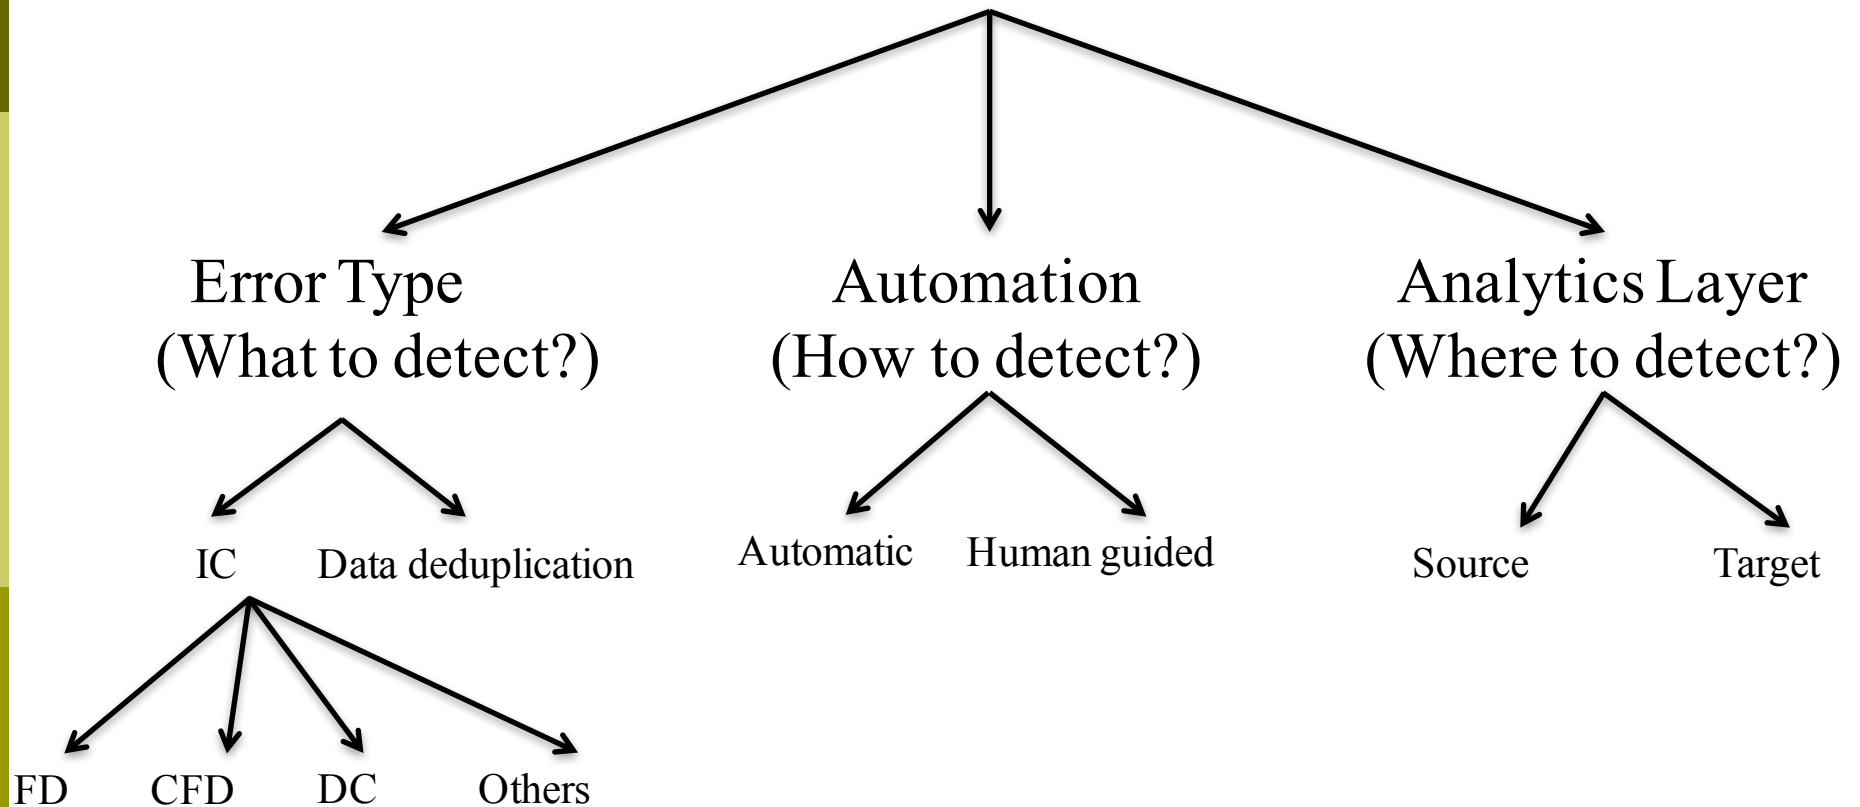 Error Type
(What to detect?)
Automation
(How to detect?)
Analytics Layer
(Where to detect?)
IC
Data deduplication
Automatic
Human guided
Source
Target
FD
CFD
DC
Others